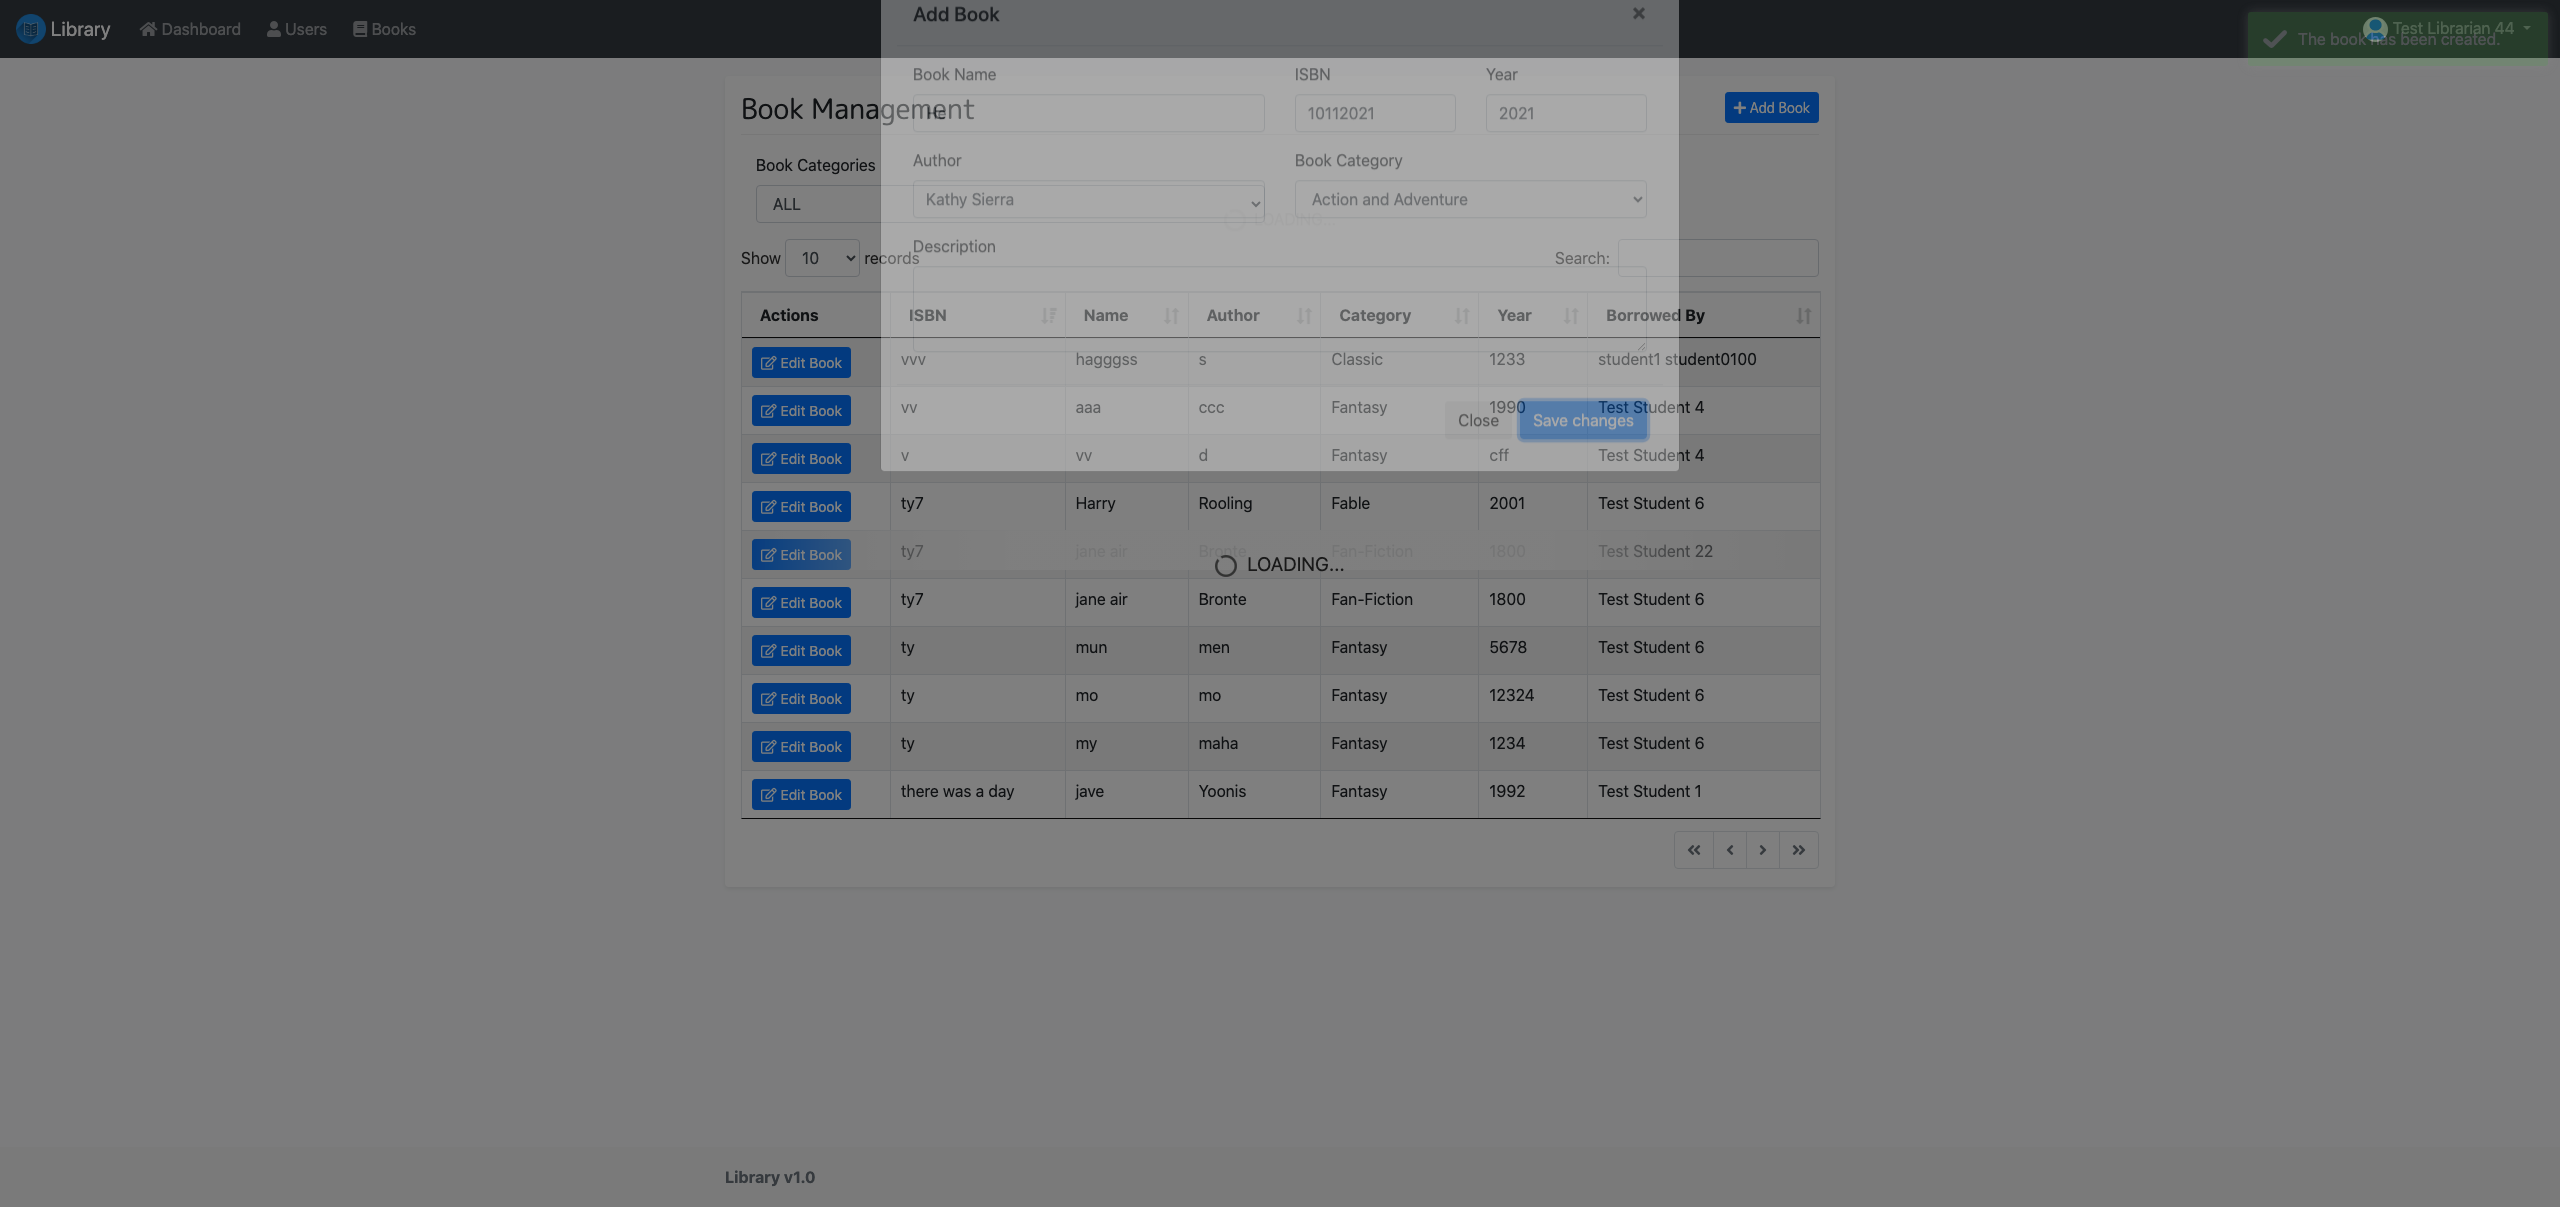 Library Dashboard Users Books Test Librarian 44
The book has been created.
Add Book ×
Book Name ISBN Year
10112021 2021
Book Management
Add Book
Author Book Category
Book Categories
Kathy Sierra Action and Adventure
ALL
Description
Show 10 records Search:
Actions ISBN Name Author Category Year Borrowed By
Edit Book vvv hagggss s Classic 1233 student1 student0100
Edit Book vv aaa ccc Fantasy 1990 Test Student 4
Close Save changes
Edit Book v vv d Fantasy cff Test Student 4
Edit Book ty7 Harry Rooling Fable 2001 Test Student 6
Edit Book ty7 jane air Bronte Fan-Fiction 1800 Test Student 22
LOADING...
Edit Book ty7 jane air Bronte Fan-Fiction 1800 Test Student 6
Edit Book ty mun men Fantasy 5678 Test Student 6
Edit Book ty mo mo Fantasy 12324 Test Student 6
Edit Book ty my maha Fantasy 1234 Test Student 6
Edit Book there was a day jave Yoonis Fantasy 1992 Test Student 1
Library v1.0